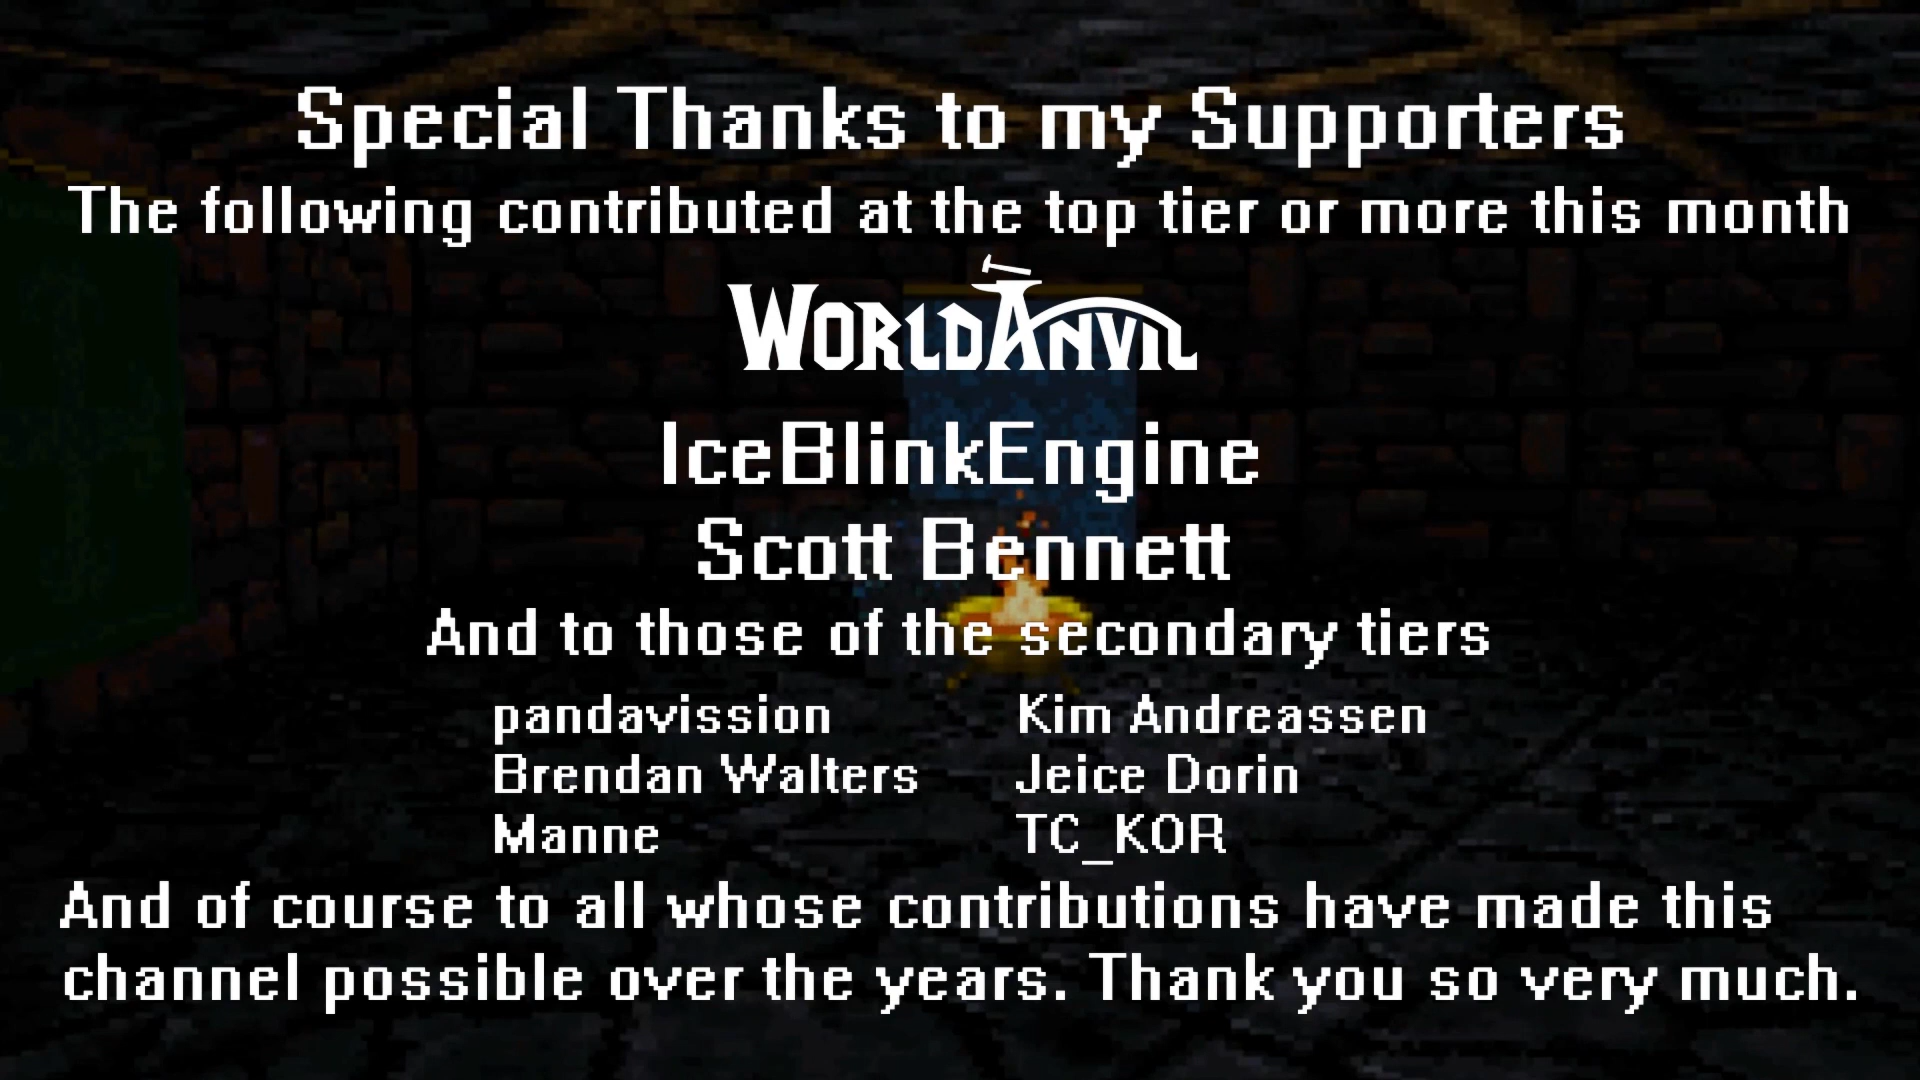 Special Thanks to my Supporters
The following contributed at the top tier or more this month
WORLDANVIL
IceBlinkEngine
Scott Bennett
And to those of the secondary tiers
pandavission Kim Andreassen
Brendan Walters Jeice Dorin
Manne TC_KOR
And of course to all whose contributions have made this
channel possible over the years. Thank you so very much.